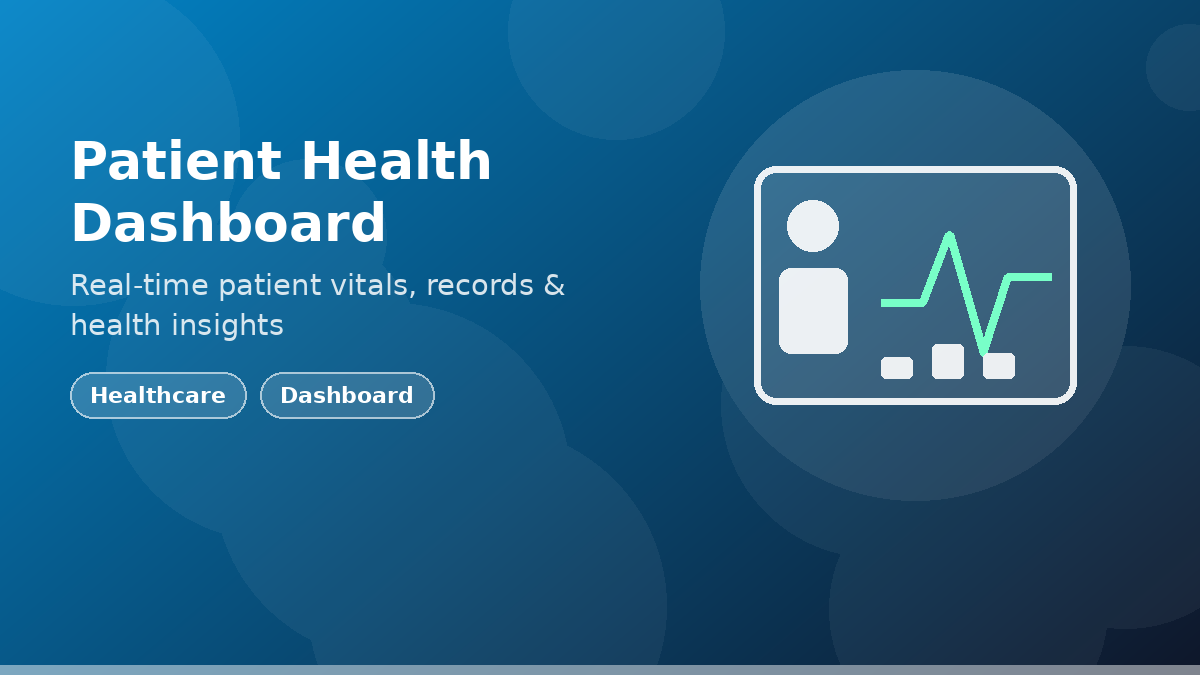 Patient Health
Dashboard
Real-time patient vitals, records &
health insights
Healthcare
Dashboard